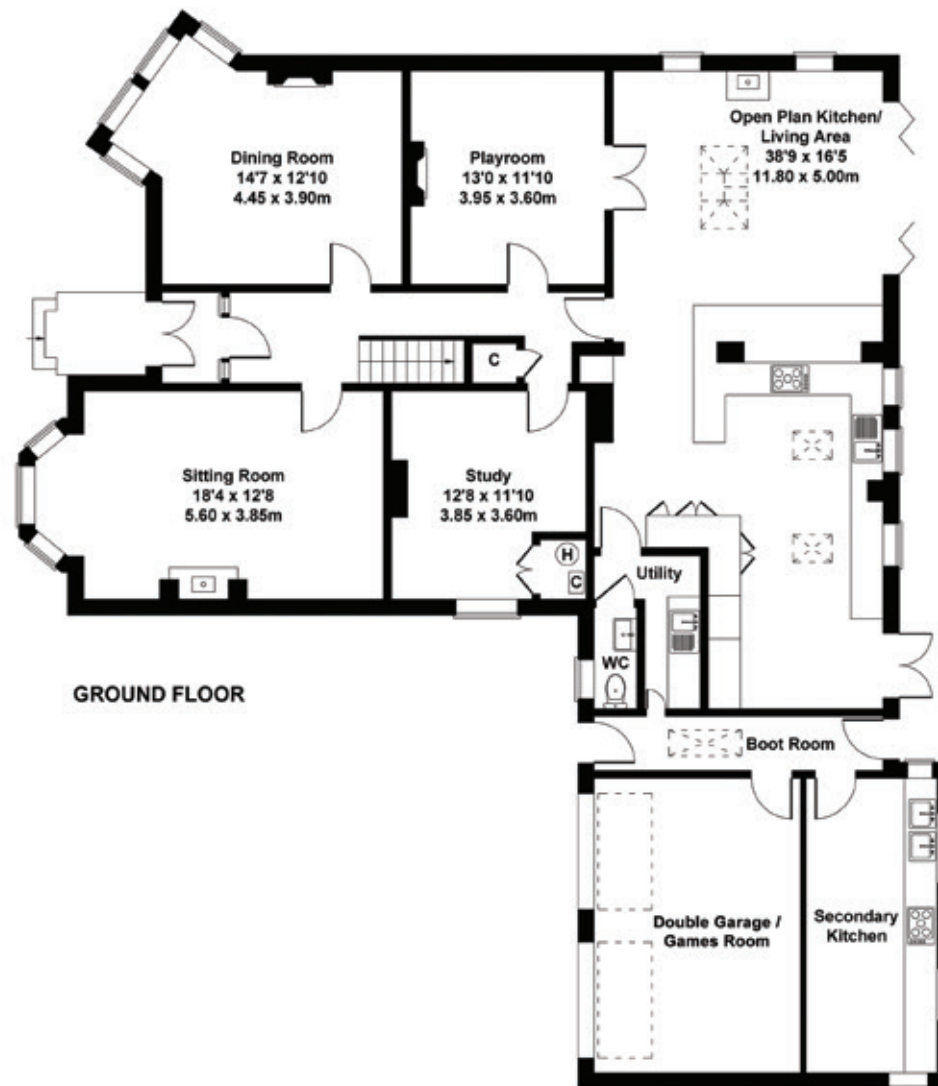 Dining Room
14'7 x 12'10
4.45 x 3.90m
Playroom
13'0 x 11'10
3.95 x 3.60m
Open Plan Kitchen/
Living Area
38'9 x 16'5
11.80 x 5.00m
C
Sitting Room
18'4 x 12'8
5.60 x 3.85m
Study
12'8 x 11'10
3.85 x 3.60m
H
C
Utility
WC
GROUND FLOOR
Boot Room
Double Garage /
Games Room
Secondary
Kitchen